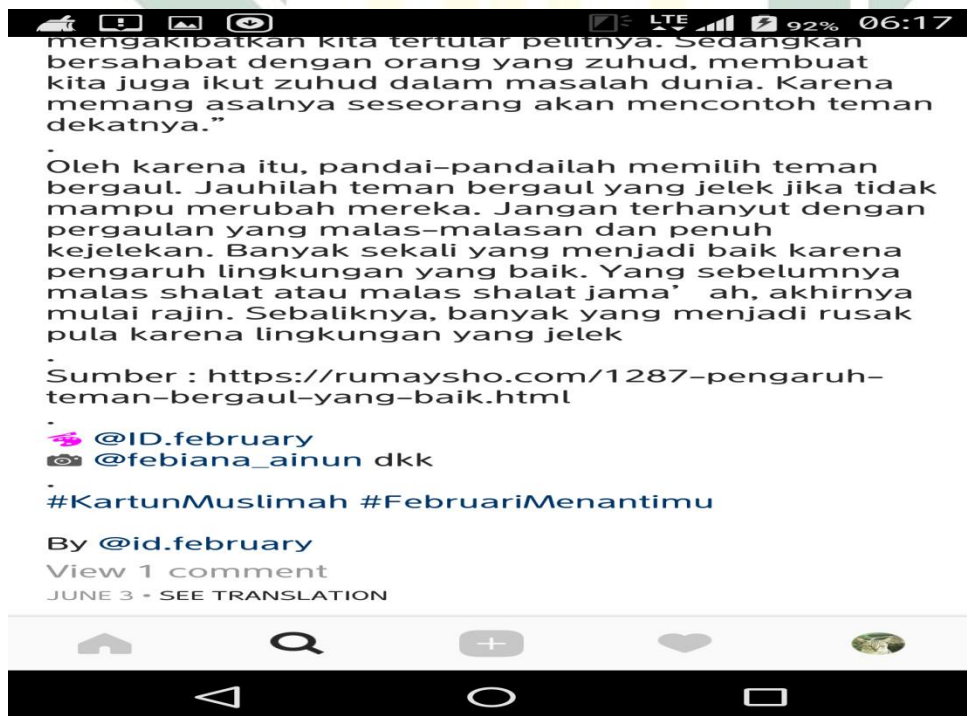 LTE 92% 06:17
mengakibatkan kita tertular pelitnya. Sedangkan
bersahabat dengan orang yang zuhud, membuat
kita juga ikut zuhud dalam masalah dunia. Karena
memang asalnya seseorang akan mencontoh teman
dekatnya.”
.
Oleh karena itu, pandai-pandailah memilih teman
bergaul. Jauhilah teman bergaul yang jelek jika tidak
mampu merubah mereka. Jangan terhanyut dengan
pergaulan yang malas-malasan dan penuh
kejelekan. Banyak sekali yang menjadi baik karena
pengaruh lingkungan yang baik. Yang sebelumnya
malas shalat atau malas shalat jama’ ah, akhirnya
mulai rajin. Sebaliknya, banyak yang menjadi rusak
pula karena lingkungan yang jelek
.
Sumber : https://rumaysho.com/1287-pengaruh-
teman-bergaul-yang-baik.html
.
@ID.february
@febiana_ainun dkk
.
#KartunMuslimah #FebruariMenantimu
By @id.february
View 1 comment
JUNE 3 • SEE TRANSLATION